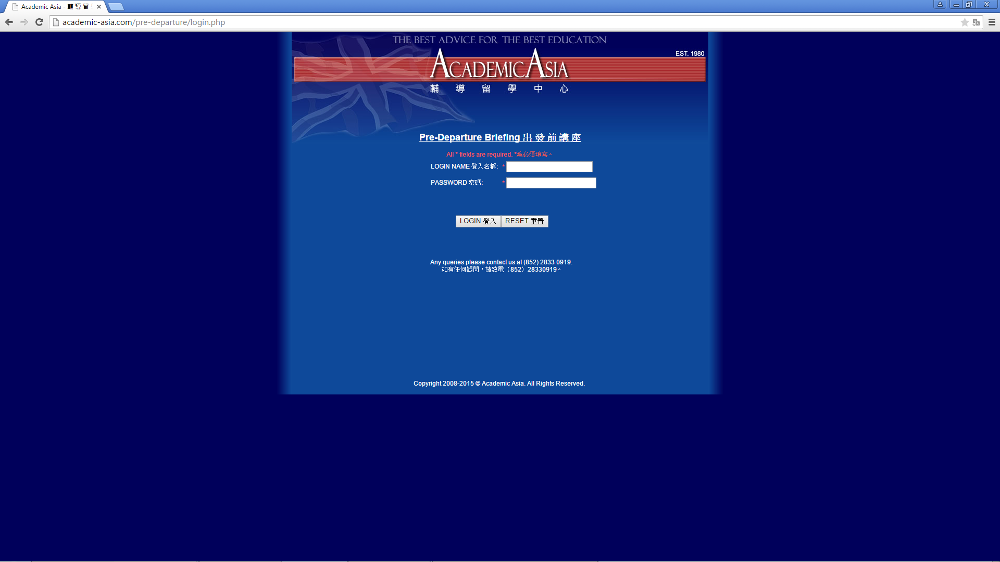 Academic Asia - 輔 導 留
academic-asia.com/pre-departure/login.php
THE BEST ADVICE FOR THE BEST EDUCATION
EST. 1980
ACADEMIC ASIA
輔 導 留 學 中 心
Pre-Departure Briefing 出 發 前 講 座
All * fields are required. *為必須填寫。
LOGIN NAME 登入名稱: *
PASSWORD 密碼: *
LOGIN 登入 RESET 重置
Any queries please contact us at (852) 2833 0919.
如有任何疑問，請致電（852）28330919。
Copyright 2008-2015 © Academic Asia. All Rights Reserved.